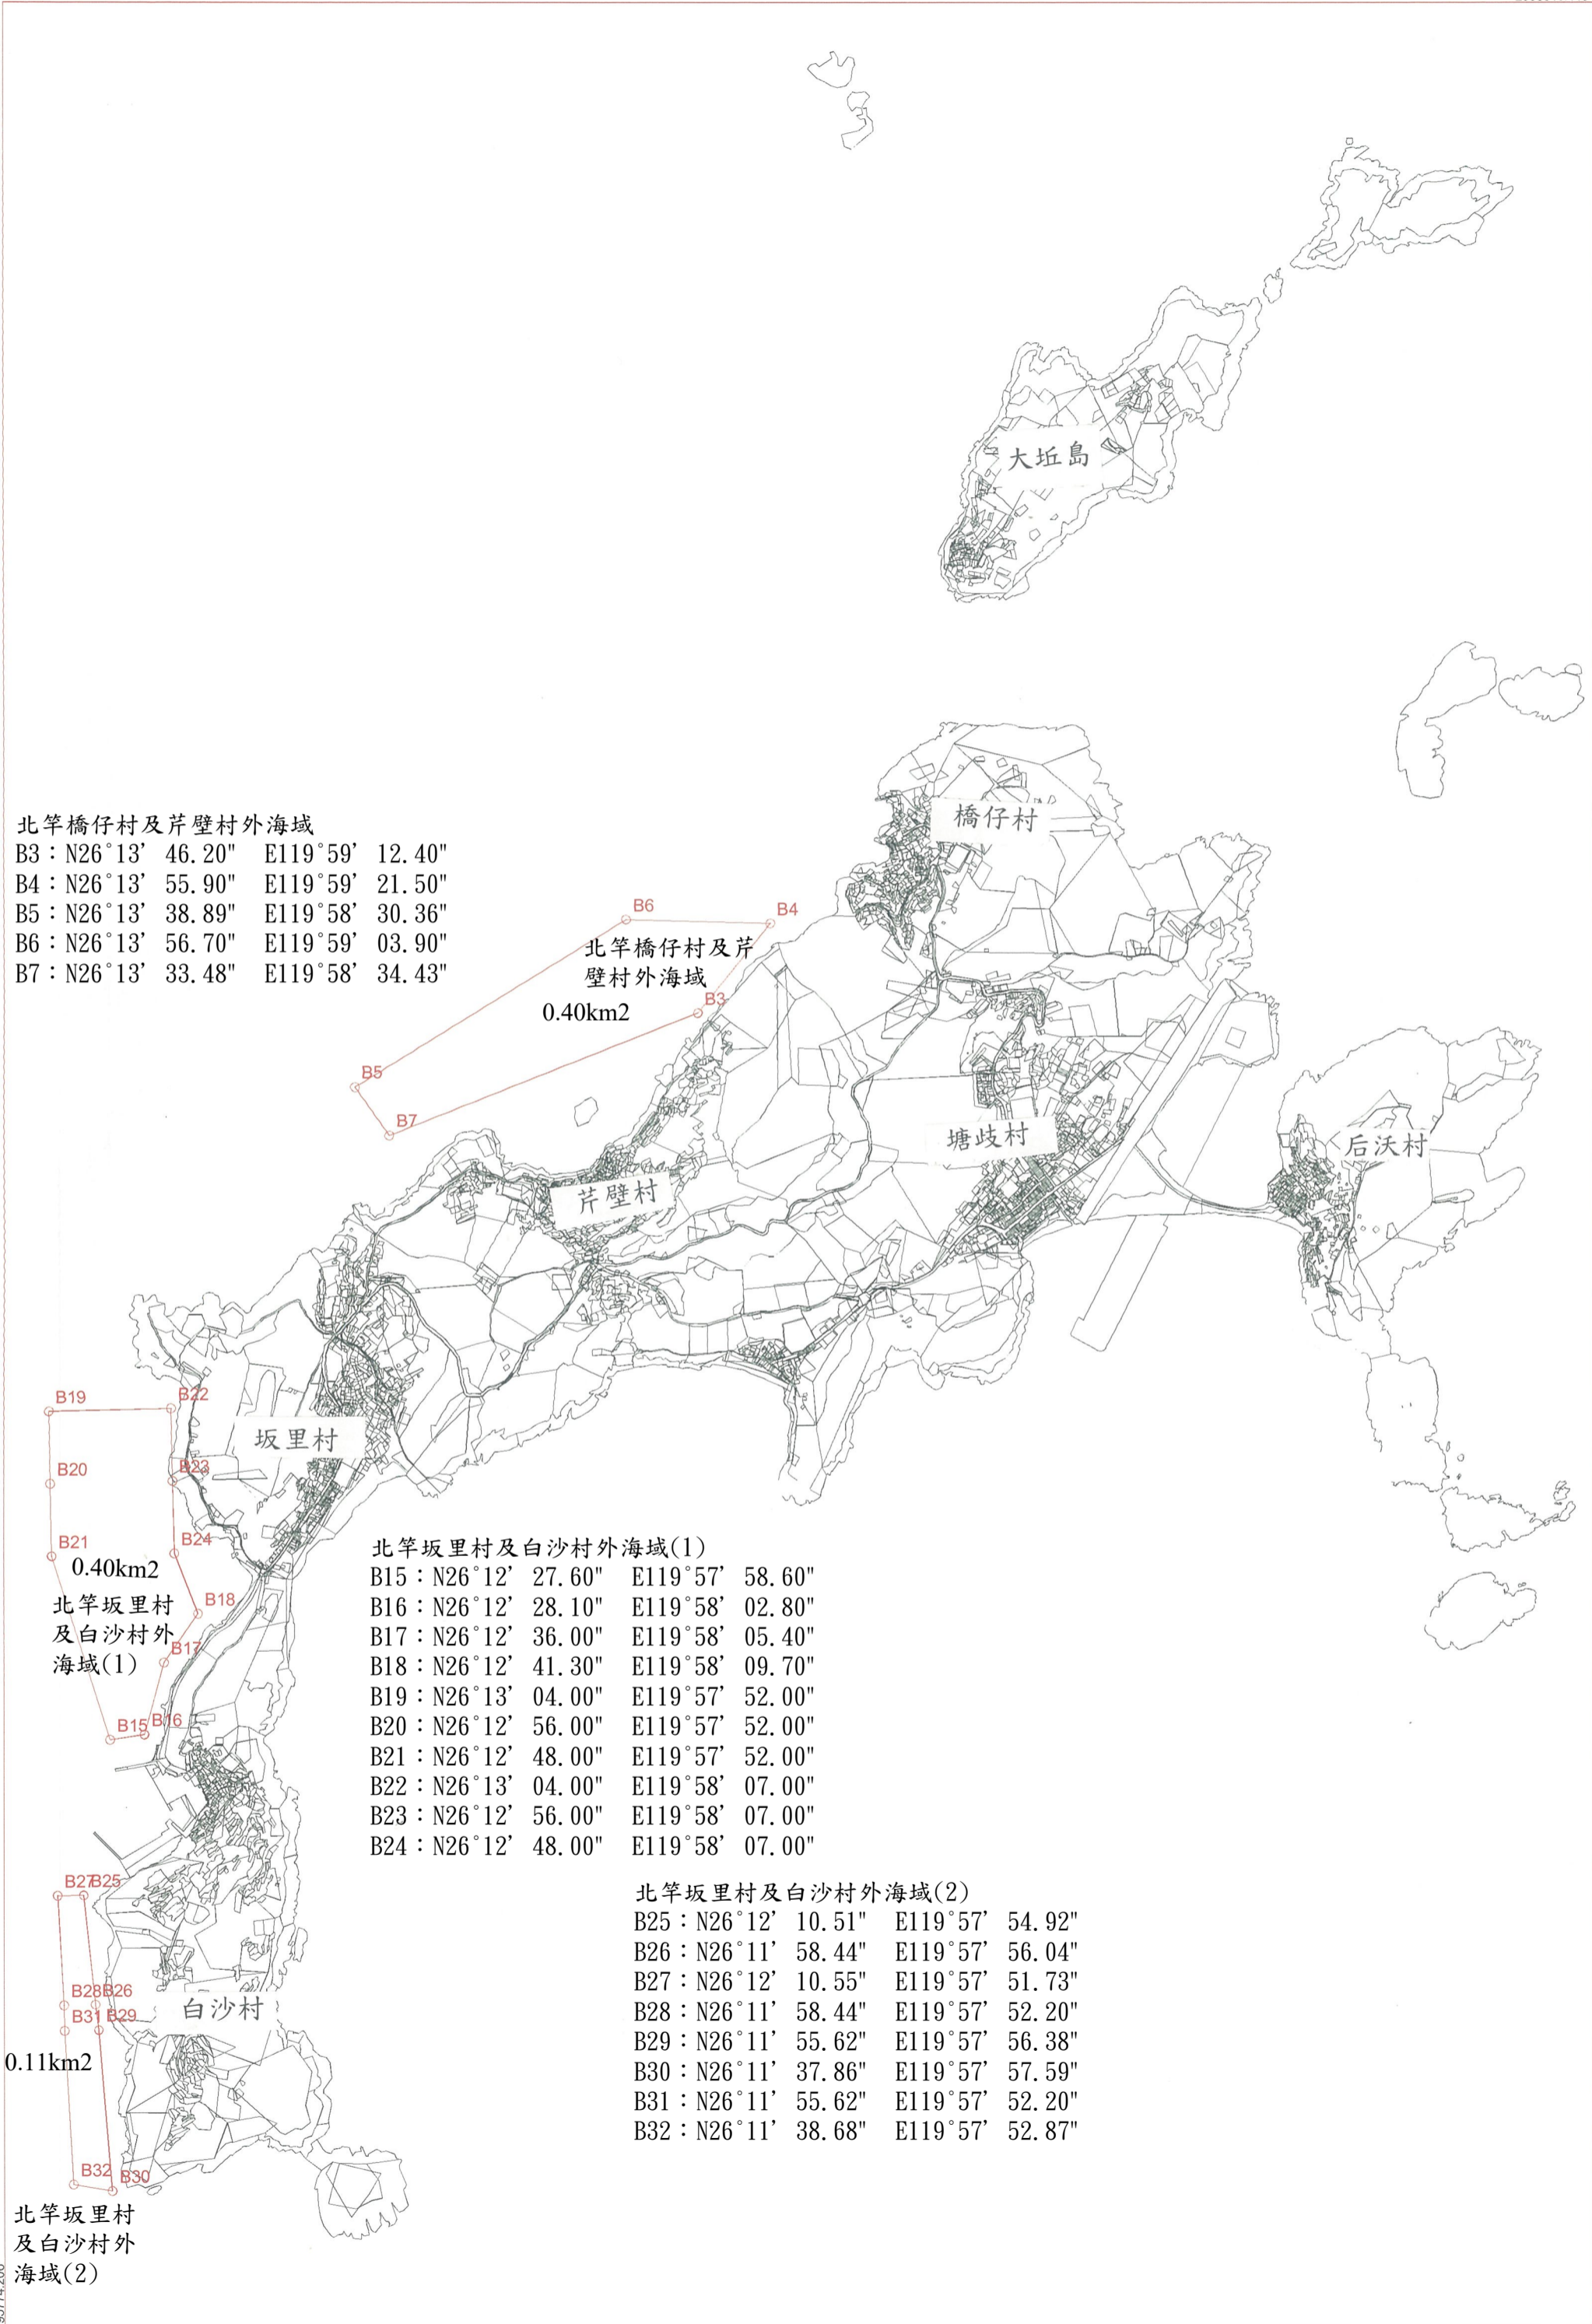 大坵島
橋仔村
北竿橋仔村及芹壁村外海域
B3：N26°13' 46.20" E119°59' 12.40"
B4：N26°13' 55.90" E119°59' 21.50"
B5：N26°13' 38.89" E119°58' 30.36"
B6：N26°13' 56.70" E119°59' 03.90"
B7：N26°13' 33.48" E119°58' 34.43"
B6
B4
北竿橋仔村及芹
壁村外海域
0.40km2
B3
B5
B7
塘歧村
后沃村
芹壁村
B19
B22
坂里村
B20
B23
B21
B24
0.40km2
北竿坂里村
及白沙村外
海域(1)
B18
B17
B15
B16
北竿坂里村及白沙村外海域(1)
B15：N26°12' 27.60" E119°57' 58.60"
B16：N26°12' 28.10" E119°58' 02.80"
B17：N26°12' 36.00" E119°58' 05.40"
B18：N26°12' 41.30" E119°58' 09.70"
B19：N26°13' 04.00" E119°57' 52.00"
B20：N26°12' 56.00" E119°57' 52.00"
B21：N26°12' 48.00" E119°57' 52.00"
B22：N26°13' 04.00" E119°58' 07.00"
B23：N26°12' 56.00" E119°58' 07.00"
B24：N26°12' 48.00" E119°58' 07.00"
北竿坂里村及白沙村外海域(2)
B25：N26°12' 10.51" E119°57' 54.92"
B26：N26°11' 58.44" E119°57' 56.04"
B27：N26°12' 10.55" E119°57' 51.73"
B28：N26°11' 58.44" E119°57' 52.20"
B29：N26°11' 55.62" E119°57' 56.38"
B30：N26°11' 37.86" E119°57' 57.59"
B31：N26°11' 55.62" E119°57' 52.20"
B32：N26°11' 38.68" E119°57' 52.87"
B27
B25
B28
B26
B31
B29
白沙村
0.11km2
B32
B30
北竿坂里村
及白沙村外
海域(2)